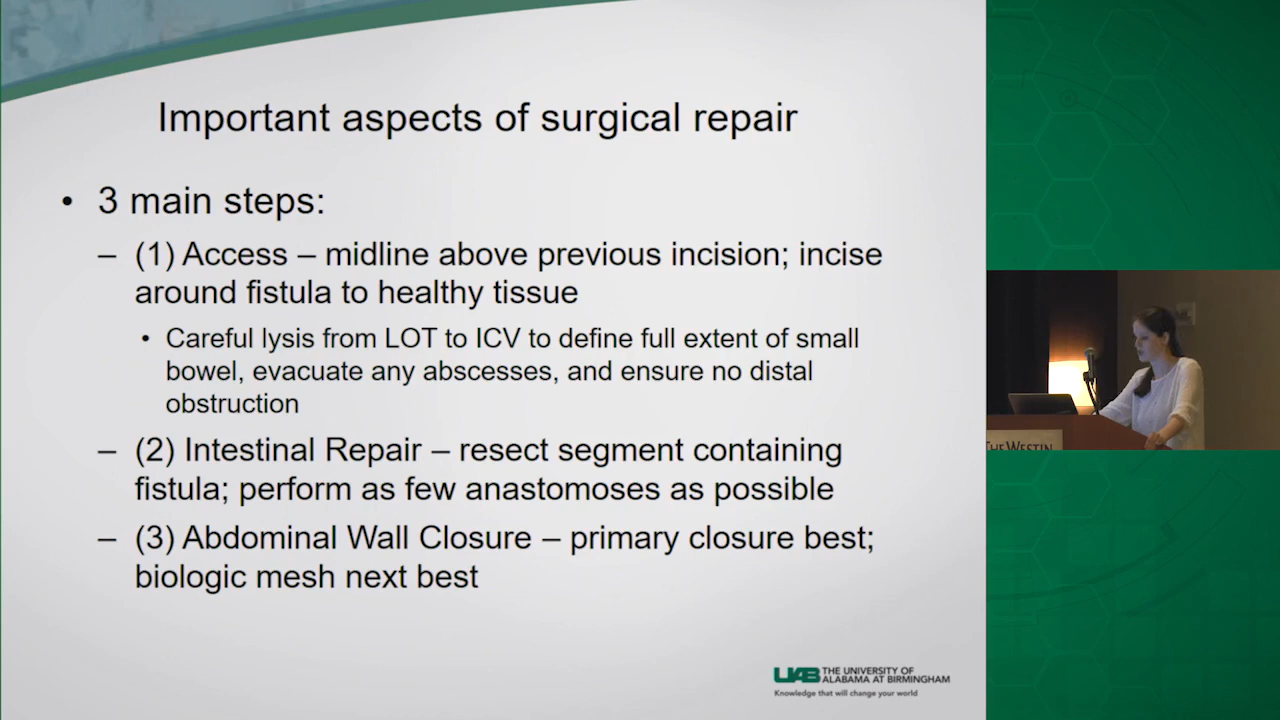 Important aspects of surgical repair
• 3 main steps:
– (1) Access – midline above previous incision; incise
around fistula to healthy tissue
• Careful lysis from LOT to ICV to define full extent of small
bowel, evacuate any abscesses, and ensure no distal
obstruction
– (2) Intestinal Repair – resect segment containing
fistula; perform as few anastomoses as possible
– (3) Abdominal Wall Closure – primary closure best;
biologic mesh next best
UAB THE UNIVERSITY OF
ALABAMA AT BIRMINGHAM
Knowledge that will change your world
THE WESTIN